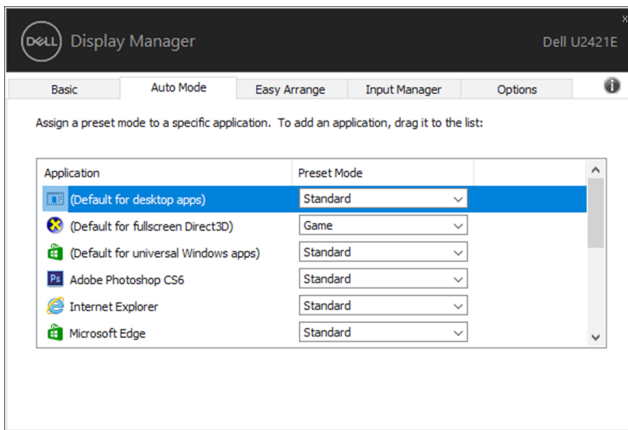 DELL Display Manager
Dell U2421E
x
Basic Auto Mode Easy Arrange Input Manager Options i
Assign a preset mode to a specific application. To add an application, drag it to the list:
Application Preset Mode
(Default for desktop apps) Standard
(Default for fullscreen Direct3D) Game
(Default for universal Windows apps) Standard
Ps Adobe Photoshop CS6 Standard
Internet Explorer Standard
Microsoft Edge Standard